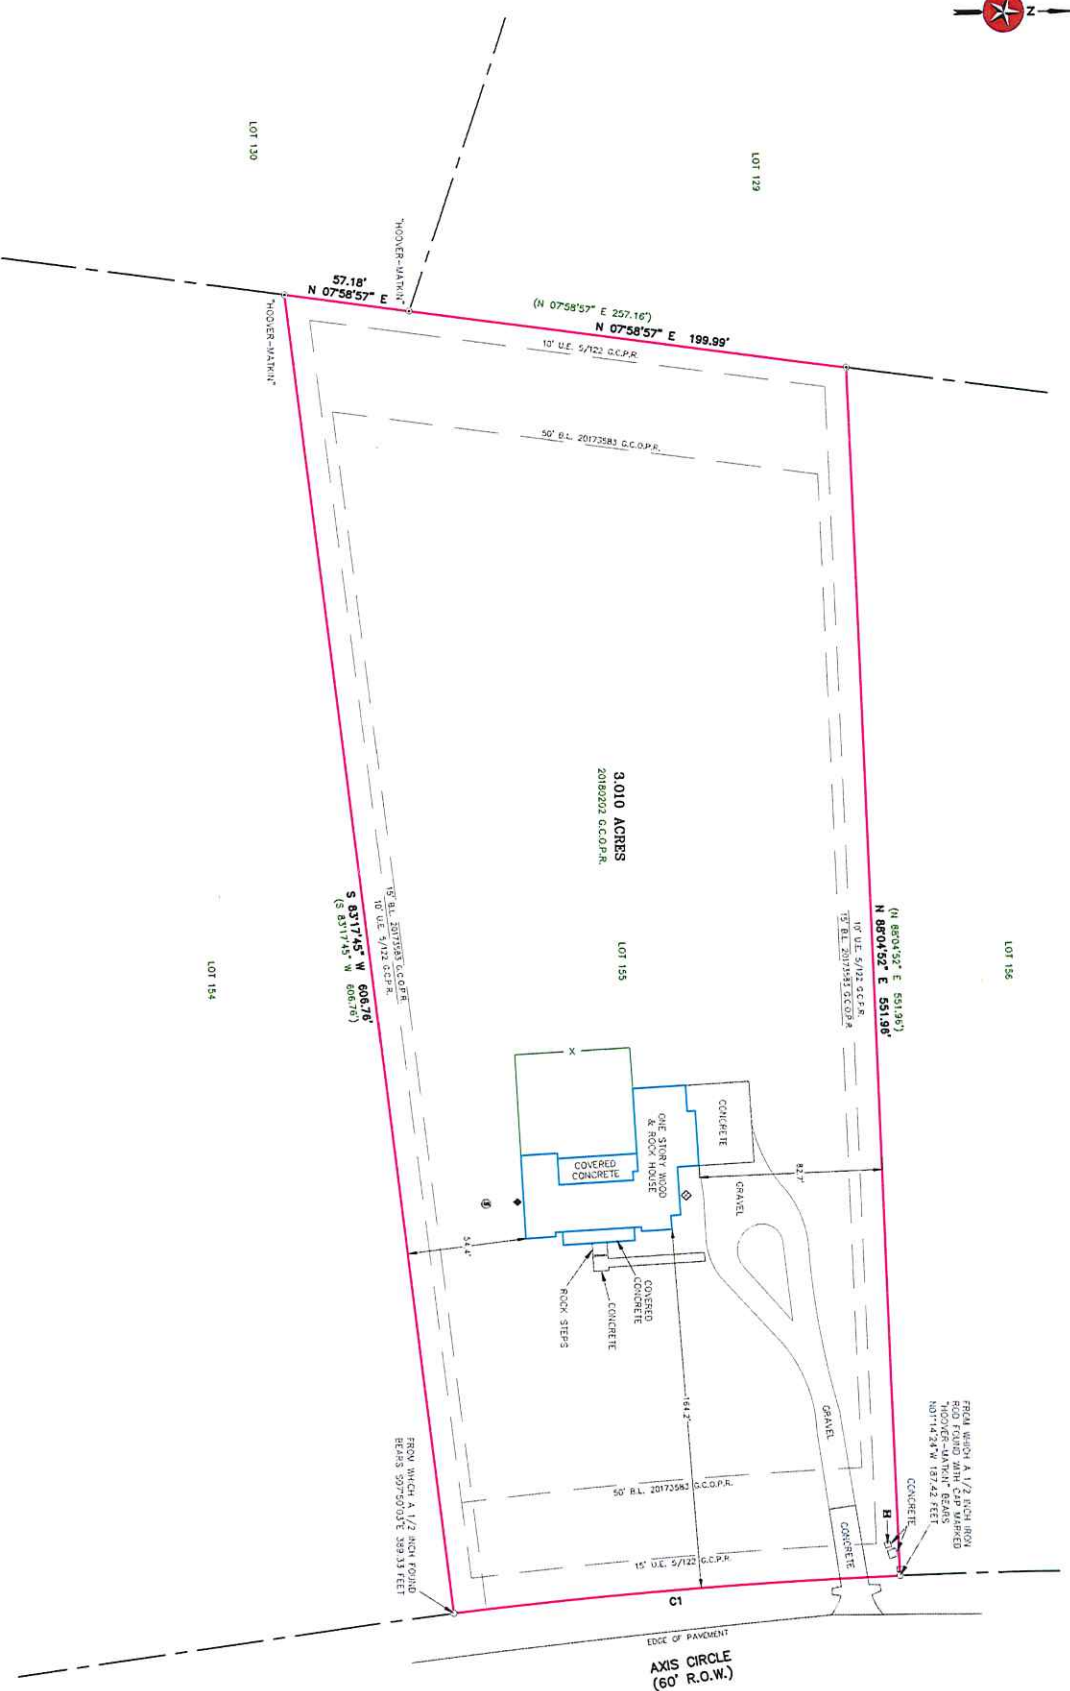 N
LOT 130
LOT 129
"HOOVER-MATKIN"
57.18'
N 07°58'57" E
"HOOVER-MATKIN"
(N 07°58'57" E 257.16')
N 07°58'57" E 199.99'
10' U.E. 5/122 G.C.P.R.
50' B.L. 20173583 G.C.O.P.R.
3.010 ACRES
20180202 G.C.O.P.R.
(N 88°04'52" E 551.96')
N 88°04'52" E 551.96'
10' U.E. 5/122 G.C.P.R.
15' B.L. 20173583 G.C.O.P.R.
LOT 156
LOT 155
15' B.L. 20173583 G.C.O.P.R.
10' U.E. 5/122 G.C.P.R.
S 83°17'45" W 606.76'
(S 83°17'45" W 606.76')
LOT 154
X
CONCRETE
ONE STORY WOOD
& ROCK HOUSE
COVERED
CONCRETE
82.7'
GRAVEL
54.4'
COVERED
CONCRETE
CONCRETE
ROCK STEPS
164.2'
GRAVEL
FROM WHICH A 1/2 INCH IRON
ROD FOUND WITH CAP MARKED
"HOOVER-MATKIN" BEARS
N01°14'24"W 187.42 FEET
CONCRETE
H
CONCRETE
50' B.L. 20173583 G.C.O.P.R.
15' U.E. 5/122 G.C.P.R.
FROM WHICH A 1/2 INCH FOUND
BEARS S07°50'03"E 389.33 FEET
C1
EDGE OF PAVEMENT
AXIS CIRCLE
(60' R.O.W.)